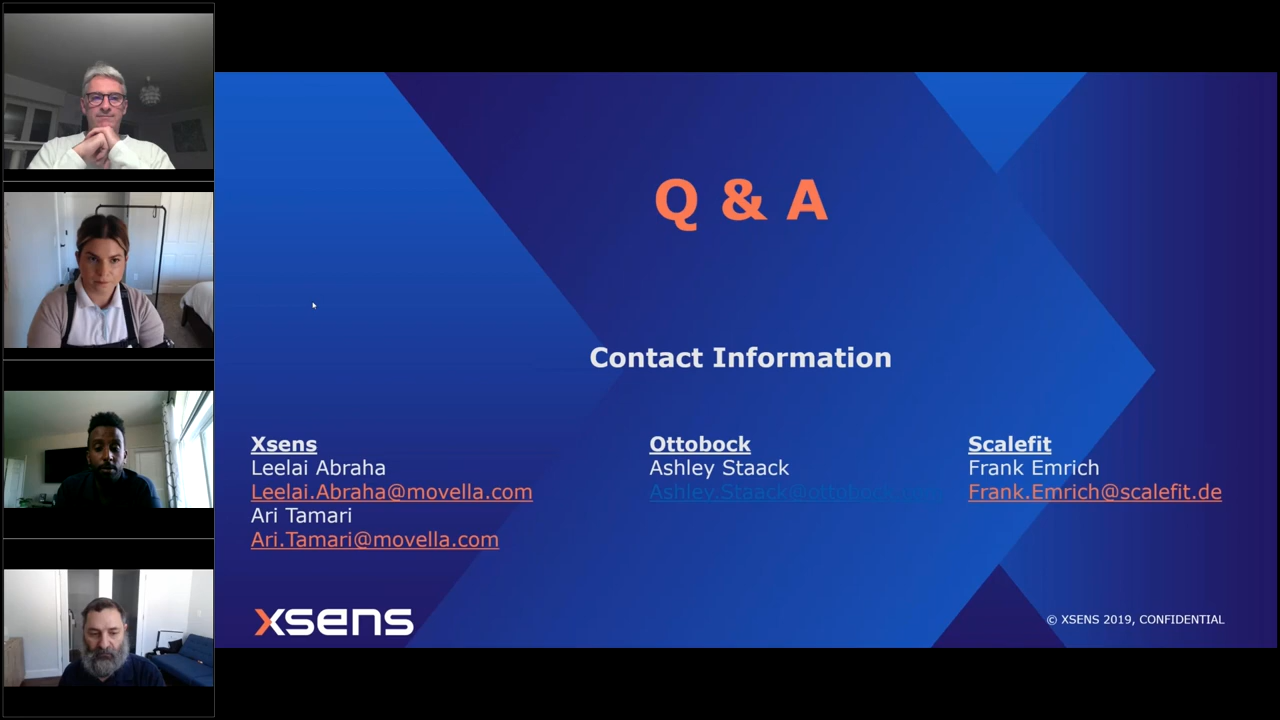 Q & A
Contact Information
Xsens
Leelai Abraha
Leelai.Abraha@movella.com
Ari Tamari
Ari.Tamari@movella.com
Ottobock
Ashley Staack
Scalefit
Frank Emrich
Frank.Emrich@scalefit.de
xsens
© XSENS 2019, CONFIDENTIAL